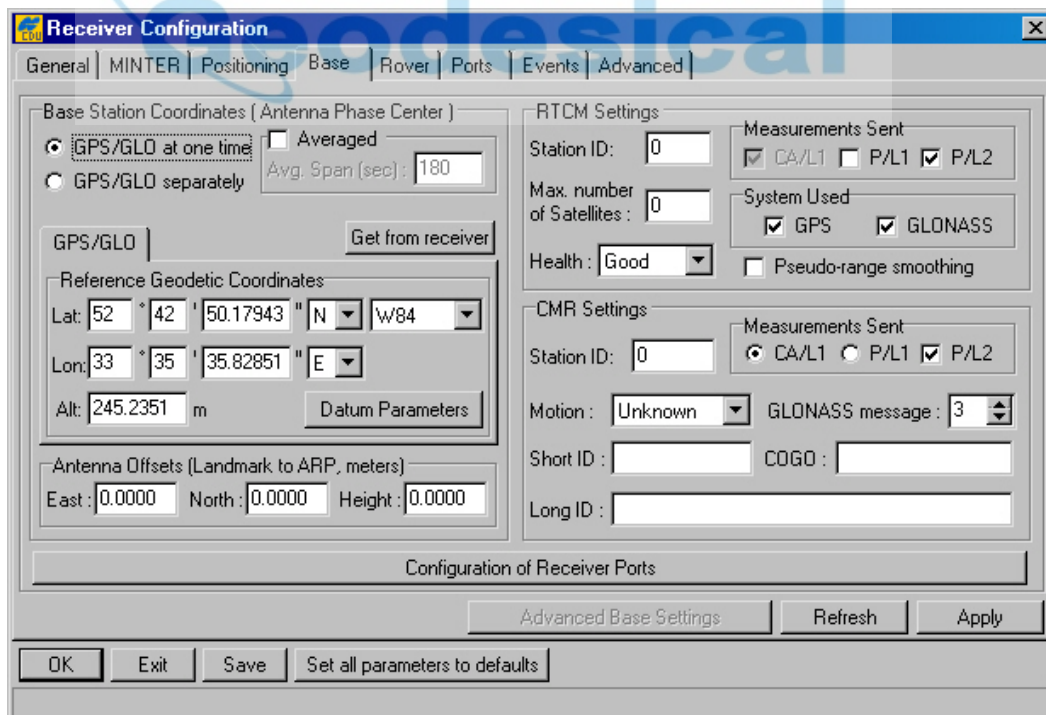 Geodesical
EDU
Receiver Configuration
General MINTER Positioning Base Rover Ports Events Advanced
Base Station Coordinates ( Antenna Phase Center )
GPS/GLO at one time
GPS/GLO separately
Averaged
Avg. Span (sec) : 180
GPS/GLO
Get from receiver
Reference Geodetic Coordinates
Lat: 52 ° 42 ' 50.17943 " N W84
Lon: 33 ° 35 ' 35.82851 " E
Alt: 245.2351 m
Datum Parameters
Antenna Offsets (Landmark to ARP, meters)
East : 0.0000 North : 0.0000 Height : 0.0000
RTCM Settings
Station ID: 0
Max. number
of Satellites : 0
Health : Good
Measurements Sent
CA/L1 P/L1 P/L2
System Used
GPS GLONASS
Pseudo-range smoothing
CMR Settings
Station ID: 0
Measurements Sent
CA/L1 P/L1 P/L2
Motion : Unknown GLONASS message : 3
Short ID : COGO :
Long ID :
Configuration of Receiver Ports
Advanced Base Settings Refresh Apply
OK Exit Save Set all parameters to defaults